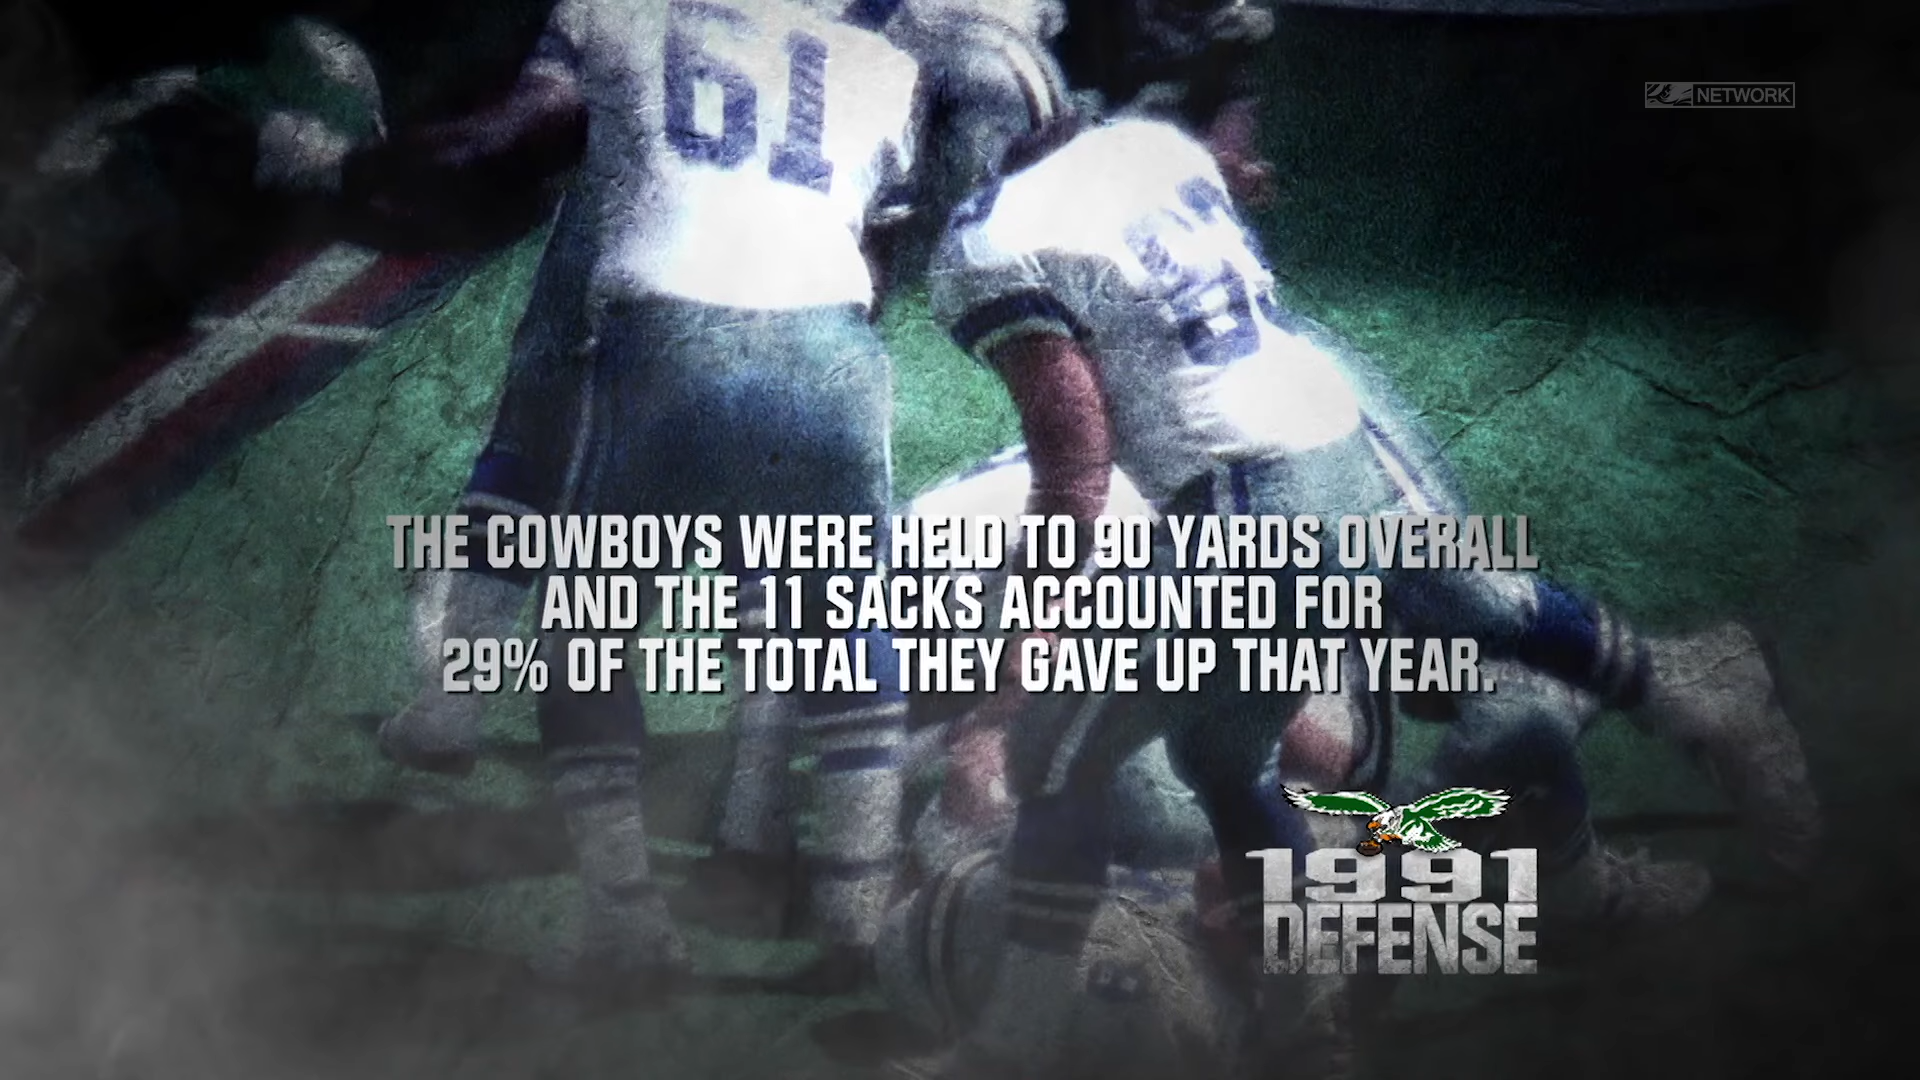 61
NETWORK
THE COWBOYS WERE HELD TO 90 YARDS OVERALL
AND THE 11 SACKS ACCOUNTED FOR
29% OF THE TOTAL THEY GAVE UP THAT YEAR.
1991
DEFENSE